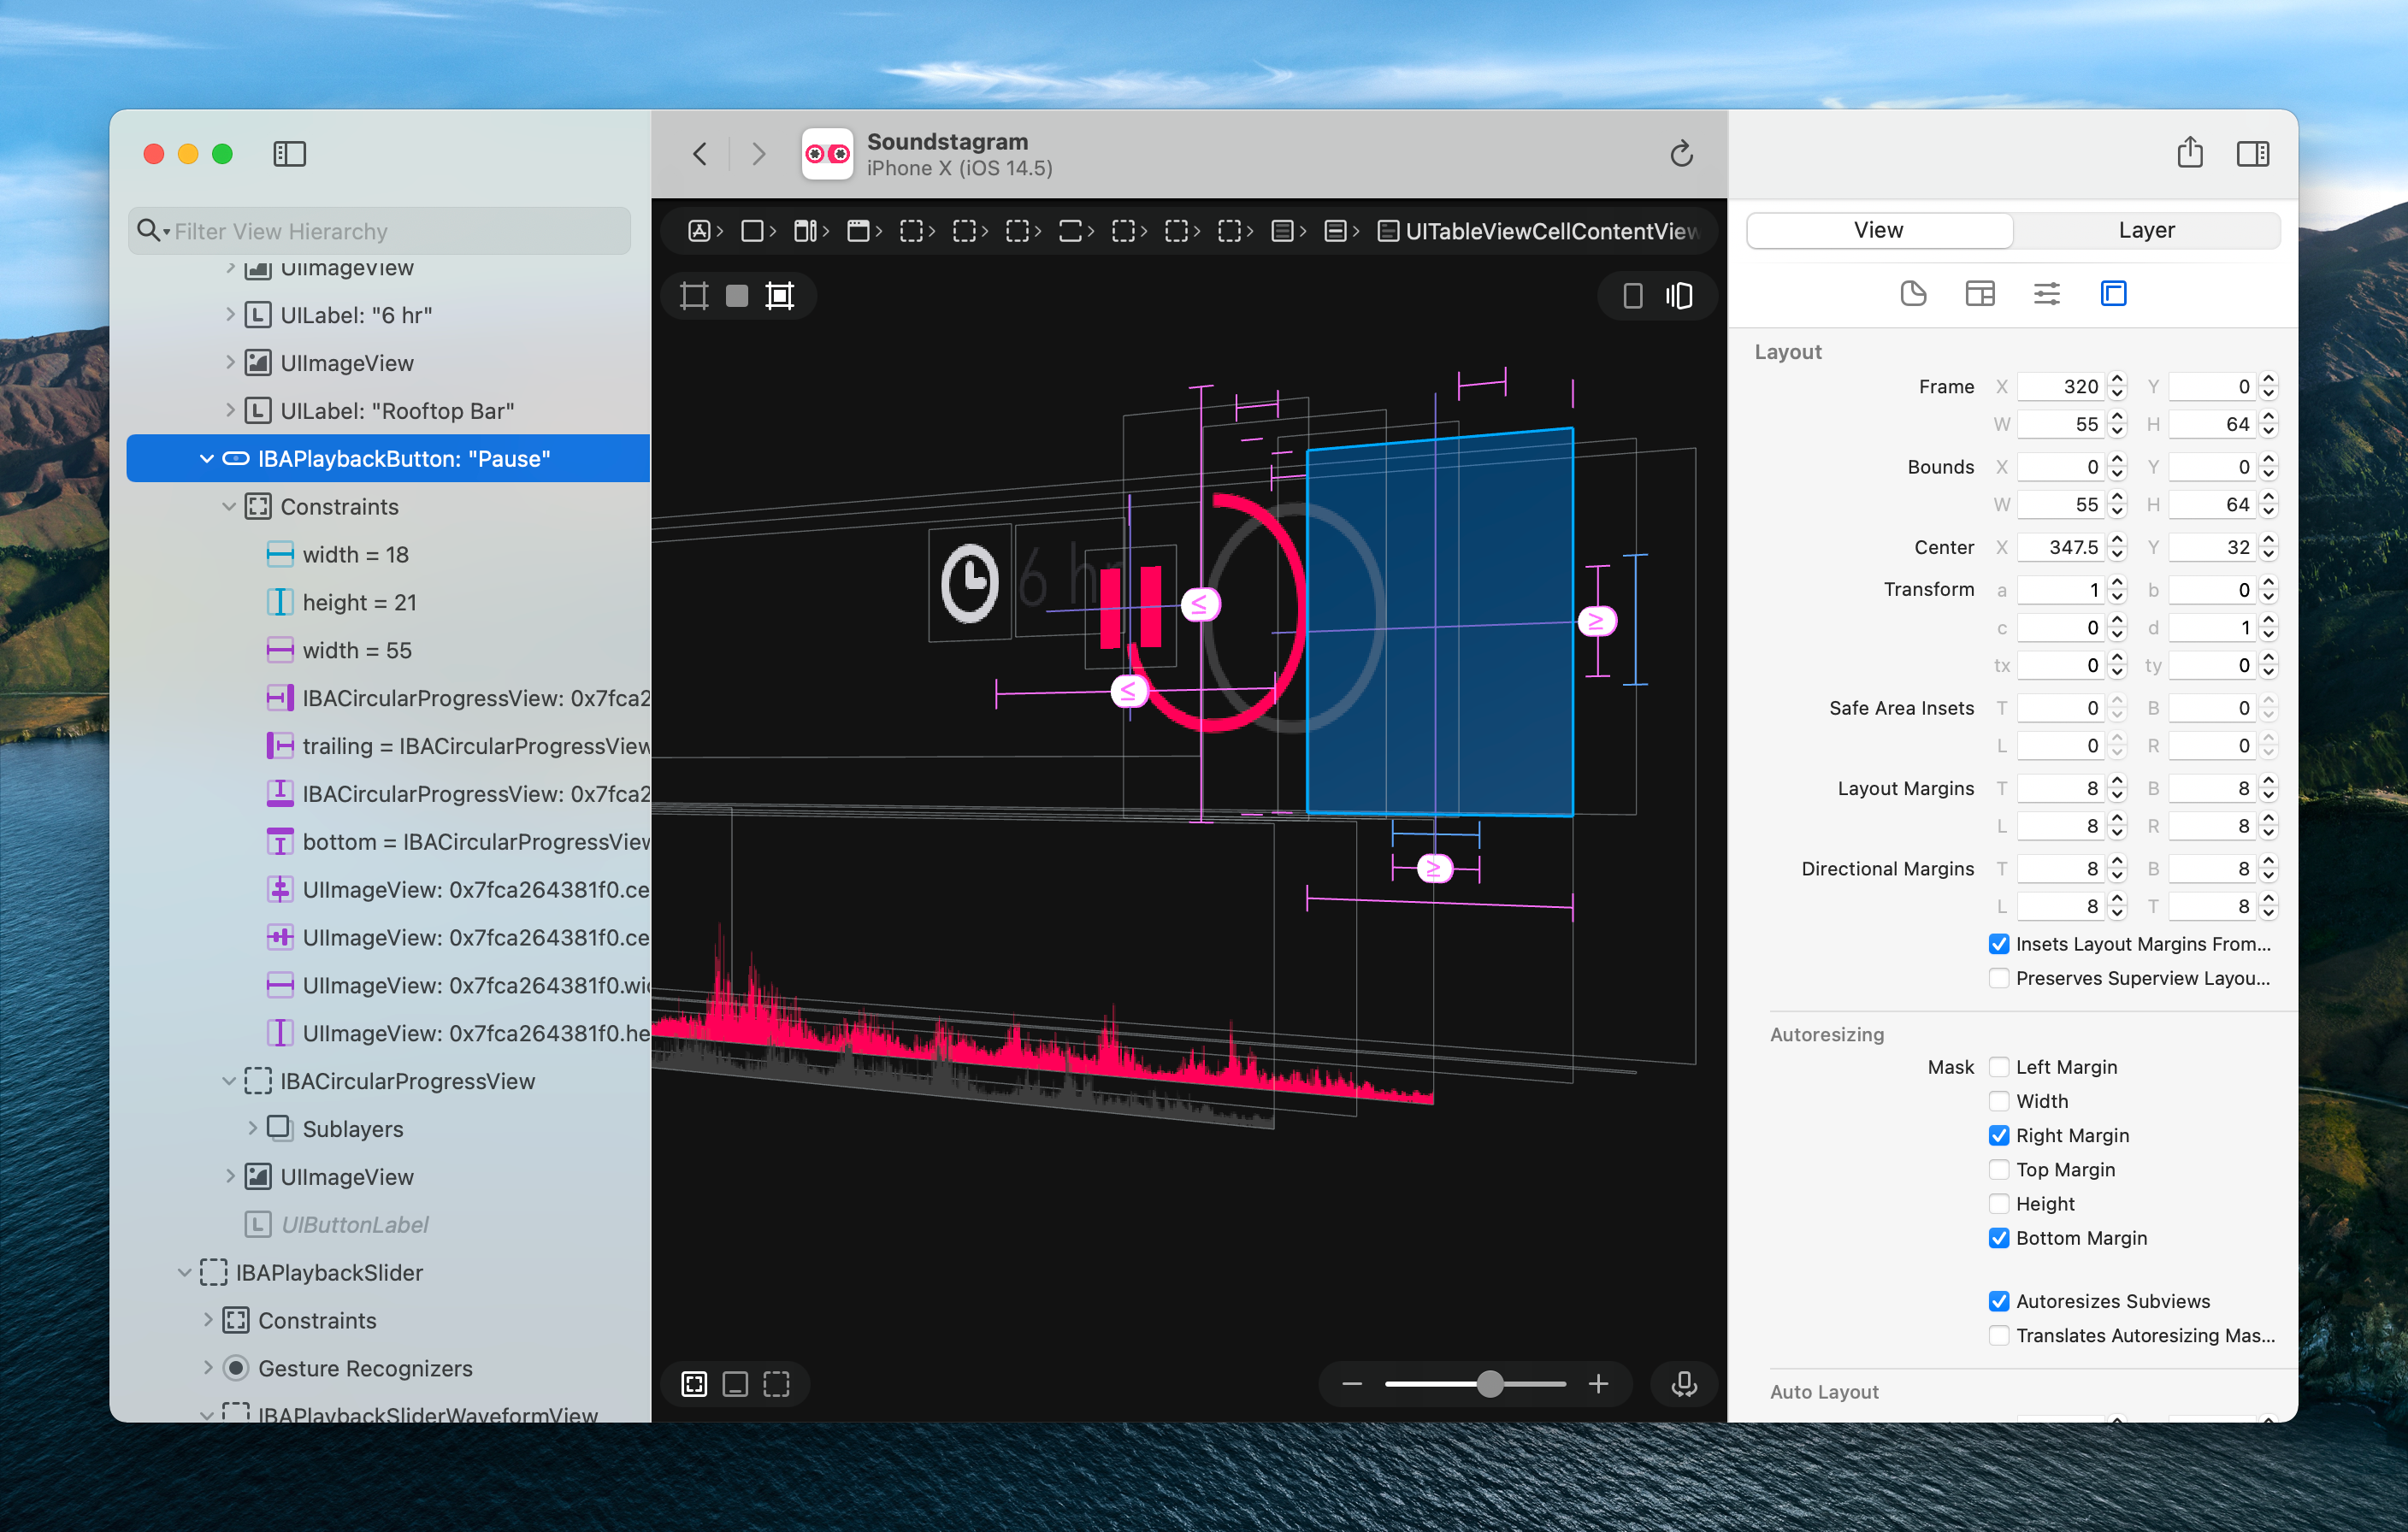 Soundstagram
iPhone X (iOS 14.5)
Filter View Hierarchy
UIImageView
UILabel: "6 hr"
UIImageView
UILabel: "Rooftop Bar"
IBAPlaybackButton: "Pause"
Constraints
width = 18
height = 21
width = 55
IBACircularProgressView: 0x7fca2
trailing = IBACircularProgressView
IBACircularProgressView: 0x7fca2
bottom = IBACircularProgressView
UIImageView: 0x7fca264381f0.ce
UIImageView: 0x7fca264381f0.ce
UIImageView: 0x7fca264381f0.wi
UIImageView: 0x7fca264381f0.he
IBACircularProgressView
Sublayers
UIImageView
UIButtonLabel
IBAPlaybackSlider
Constraints
Gesture Recognizers
IBAPlaybackSliderWaveformView
UITableViewCellContentView
6 hr
≤
≤
≥
≥
View Layer
Layout
Frame X 320 Y 0
W 55 H 64
Bounds X 0 Y 0
W 55 H 64
Center X 347.5 Y 32
Transform a 1 b 0
c 0 d 1
tx 0 ty 0
Safe Area Insets T 0 B 0
L 0 R 0
Layout Margins T 8 B 8
L 8 R 8
Directional Margins T 8 B 8
L 8 T 8
Insets Layout Margins From...
Preserves Superview Layou...
Autoresizing
Mask Left Margin
Width
Right Margin
Top Margin
Height
Bottom Margin
Autoresizes Subviews
Translates Autoresizing Mas...
Auto Layout